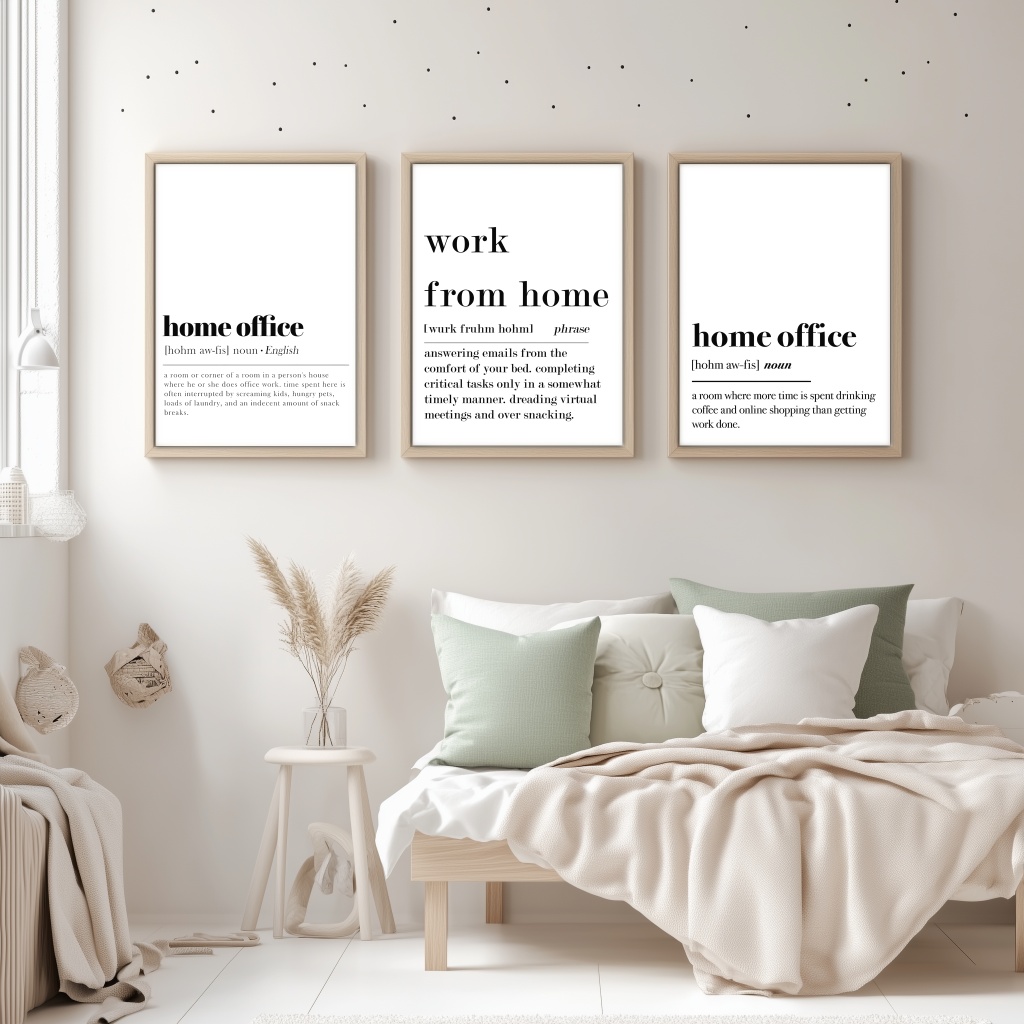 home office
[hohm aw-fis] noun • English
a room or corner of a room in a person's house
where he or she does office work. time spent here is
often interrupted by screaming kids, hungry pets,
loads of laundry, and an indecent amount of snack
breaks.
work
from home
[wurk fruhm hohm] phrase
answering emails from the
comfort of your bed. completing
critical tasks only in a somewhat
timely manner. dreading virtual
meetings and over snacking.
home office
[hohm aw-fis] noun
a room where more time is spent drinking
coffee and online shopping than getting
work done.